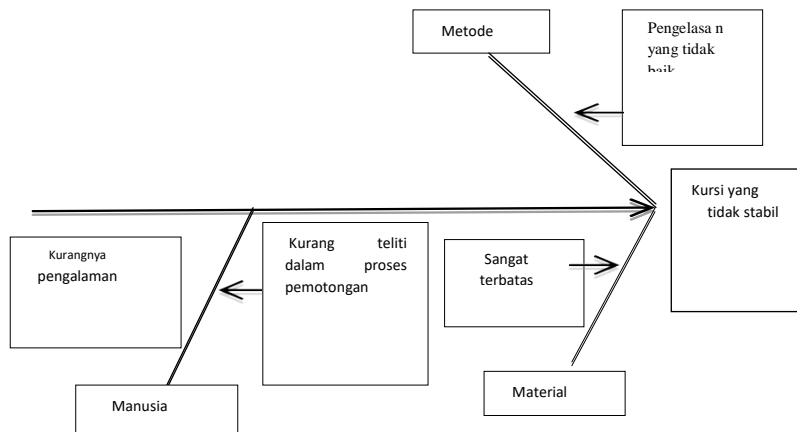 Metode
Pengelasa n
yang tidak
baik
Kursi yang
tidak stabil
Kurangnya
pengalaman
Kurang teliti
dalam proses
pemotongan
Sangat
terbatas
Manusia
Material